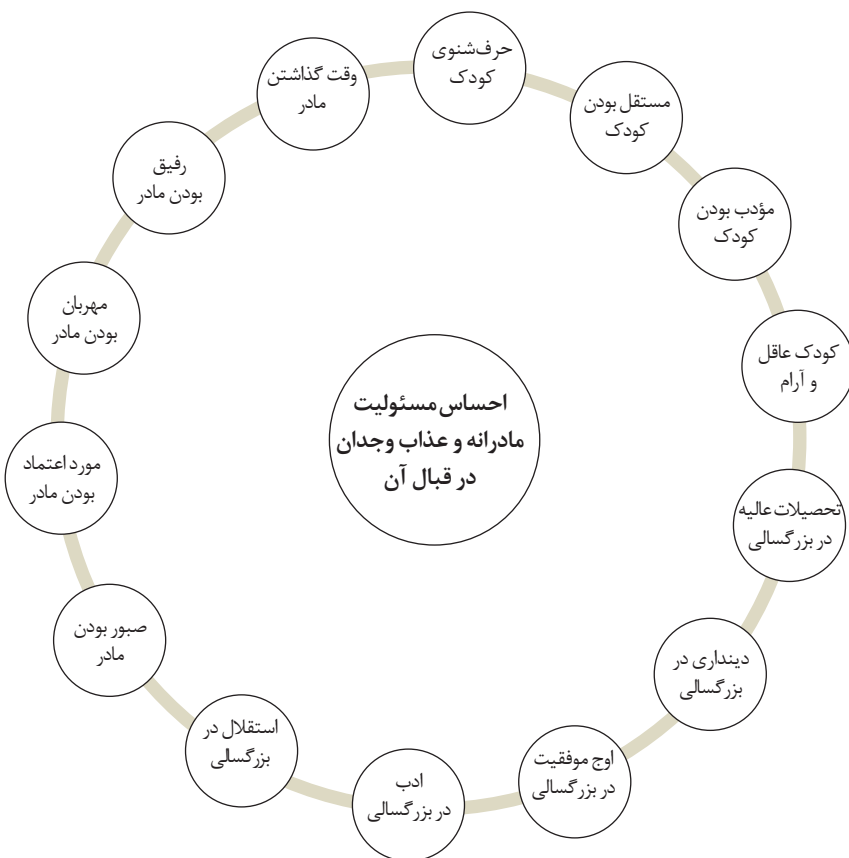 حرف‌شنوی
کودک
مستقل بودن
کودک
مؤدب بودن
کودک
کودک عاقل
و آرام
تحصیلات عالیه
در بزرگسالی
دینداری در
بزرگسالی
اوج موفقیت
در بزرگسالی
ادب
در بزرگسالی
استقلال در
بزرگسالی
صبور بودن
مادر
مورد اعتماد
بودن مادر
مهربان
بودن مادر
رفیق
بودن مادر
وقت گذاشتن
مادر
احساس مسئولیت
مادرانه و عذاب وجدان
در قبال آن